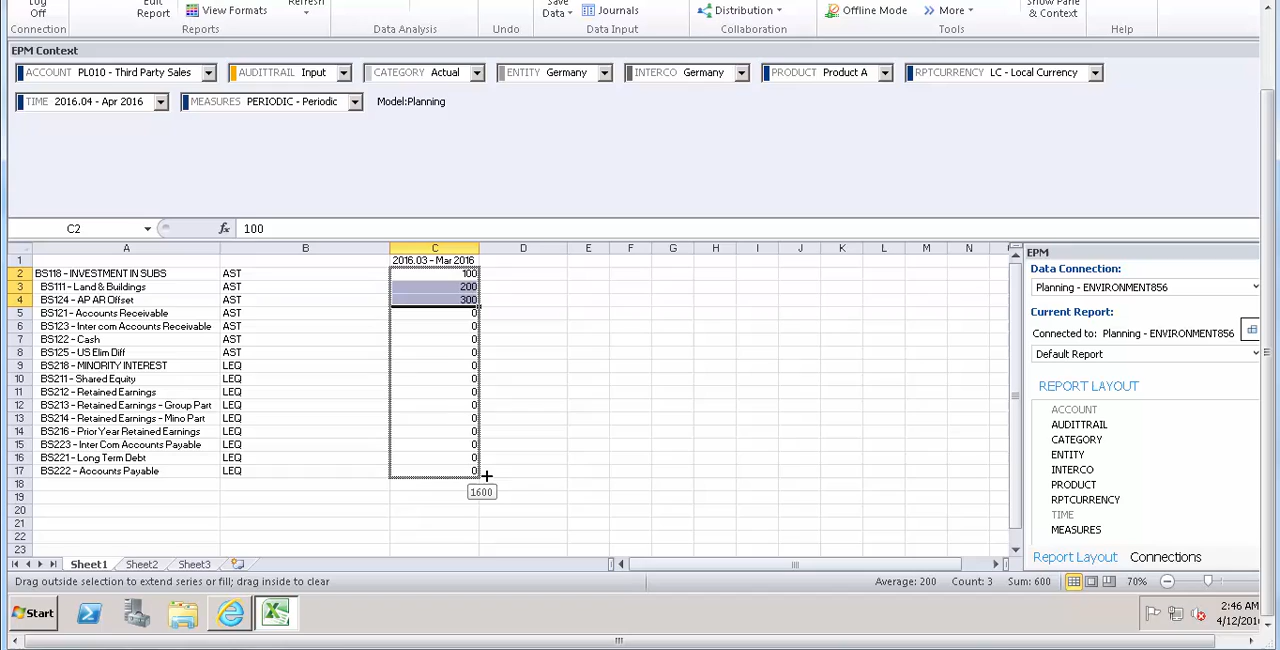 Log Off
Edit Report
View Formats
Refresh
Save Data
Journals
Distribution
Offline Mode
More
Show Pane & Context
Connection
Reports
Data Analysis
Undo
Data Input
Collaboration
Tools
Help
EPM Context
ACCOUNT PL010 - Third Party Sales
AUDITTRAIL Input
CATEGORY Actual
ENTITY Germany
INTERCO Germany
PRODUCT Product A
RPTCURRENCY LC - Local Currency
TIME 2016.04 - Apr 2016
MEASURES PERIODIC - Periodic
Model:Planning
C2
fx 100
A B C D E F G H I J K L M N
1 2016.03 - Mar 2016
2 BS118 - INVESTMENT IN SUBS AST 100
3 BS111 - Land & Buildings AST 200
4 BS124 - AP AR Offset AST 300
5 BS121 - Accounts Receivable AST 0
6 BS123 - Inter com Accounts Receivable AST 0
7 BS122 - Cash AST 0
8 BS125 - US Elim Diff AST 0
9 BS218 - MINORITY INTEREST LEQ 0
10 BS211 - Shared Equity LEQ 0
11 BS212 - Retained Earnings LEQ 0
12 BS213 - Retained Earnings - Group Part LEQ 0
13 BS214 - Retained Earnings - Mino Part LEQ 0
14 BS216 - Prior Year Retained Earnings LEQ 0
15 BS223 - Inter Com Accounts Payable LEQ 0
16 BS221 - Long Term Debt LEQ 0
17 BS222 - Accounts Payable LEQ 0
18
1600
19
20
21
22
23
EPM
Data Connection:
Planning - ENVIRONMENT856
Current Report:
Connected to: Planning - ENVIRONMENT856
Default Report
REPORT LAYOUT
ACCOUNT
AUDITTRAIL
CATEGORY
ENTITY
INTERCO
PRODUCT
RPTCURRENCY
TIME
MEASURES
Report Layout Connections
Sheet1 Sheet2 Sheet3
Drag outside selection to extend series or fill; drag inside to clear
Average: 200 Count: 3 Sum: 600
70%
Start
2:46 AM
4/12/201